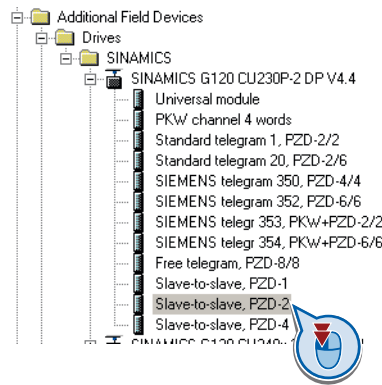 Additional Field Devices
Drives
SINAMICS
SINAMICS G120 CU230P-2 DP V4.4
Universal module
PKW channel 4 words
Standard telegram 1, PZD-2/2
Standard telegram 20, PZD-2/6
SIEMENS telegram 350, PZD-4/4
SIEMENS telegram 352, PZD-6/6
SIEMENS telegr 353, PKW+PZD-2/2
SIEMENS telegr 354, PKW+PZD-6/6
Free telegram, PZD-8/8
Slave-to-slave, PZD-1
Slave-to-slave, PZD-2
Slave-to-slave, PZD-4
SINAMICS G120